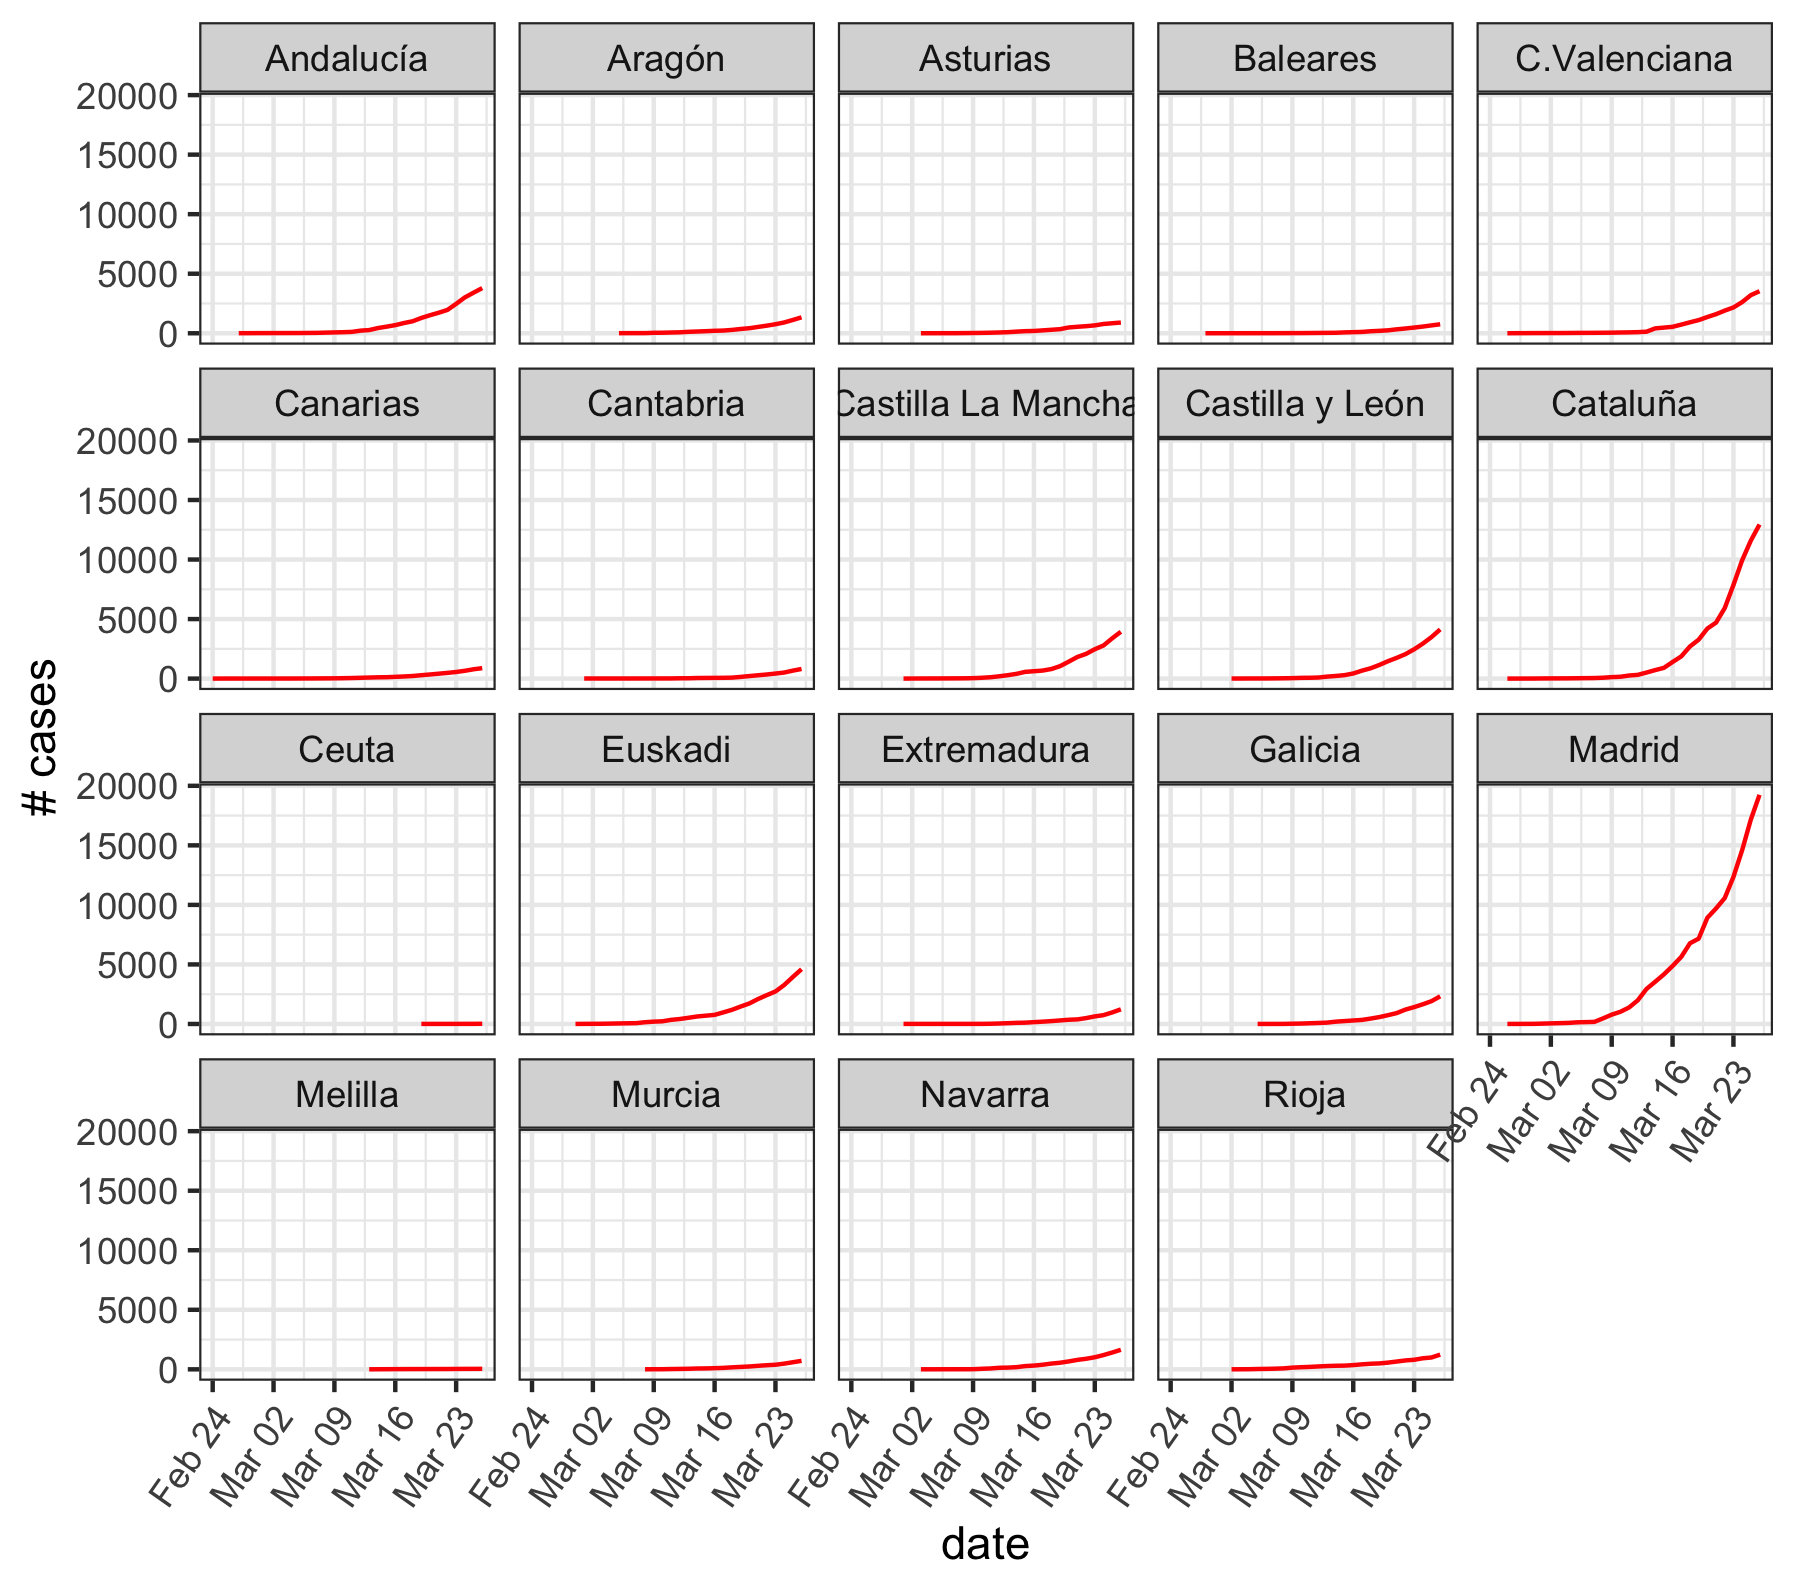 Andalucía
Aragón
Asturias
Baleares
C.Valenciana
20000
15000
10000
5000
0
Canarias
Cantabria
Castilla La Mancha
Castilla y León
Cataluña
20000
15000
10000
5000
0
# cases
Ceuta
Euskadi
Extremadura
Galicia
Madrid
20000
15000
10000
5000
0
Feb 24
Mar 02
Mar 09
Mar 16
Mar 23
Melilla
Murcia
Navarra
Rioja
20000
15000
10000
5000
0
Feb 24
Mar 02
Mar 09
Mar 16
Mar 23
Feb 24
Mar 02
Mar 09
Mar 16
Mar 23
Feb 24
Mar 02
Mar 09
Mar 16
Mar 23
Feb 24
Mar 02
Mar 09
Mar 16
Mar 23
date